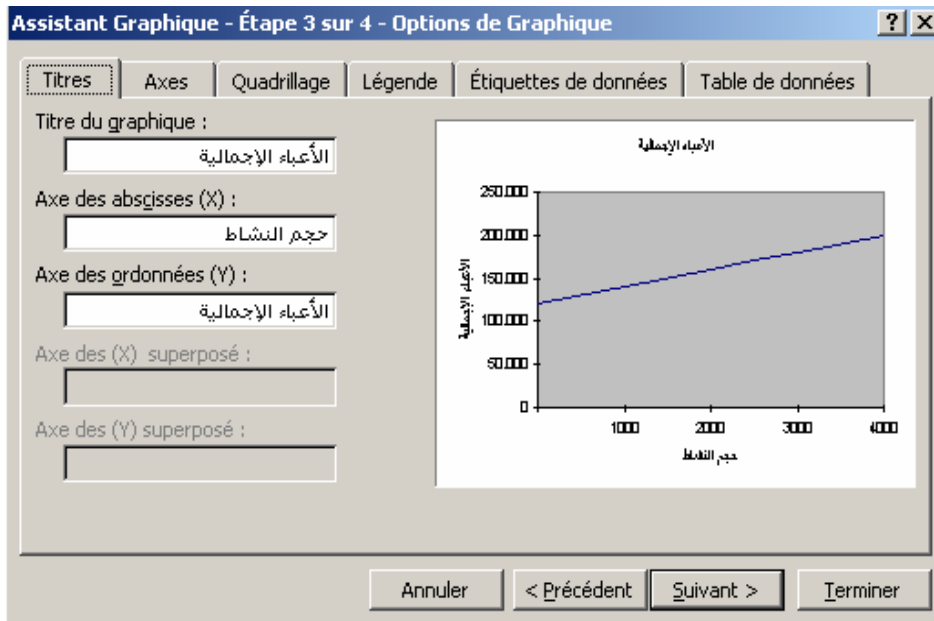 Assistant Graphique - Étape 3 sur 4 - Options de Graphique
Titres Axes Quadrillage Légende Étiquettes de données Table de données
Titre du graphique :
الأعباء الإجمالية
Axe des abscisses (X) :
حجم النشاط
Axe des ordonnées (Y) :
الأعباء الإجمالية
Axe des (X) superposé :
Axe des (Y) superposé :
الأعباء الإجمالية
250.000
200.000
150.000
100.000
50.000
0
الأعباء الإجمالية
1000 2000 3000 4000
حجم النشاط
Annuler < Précédent Suivant > Terminer